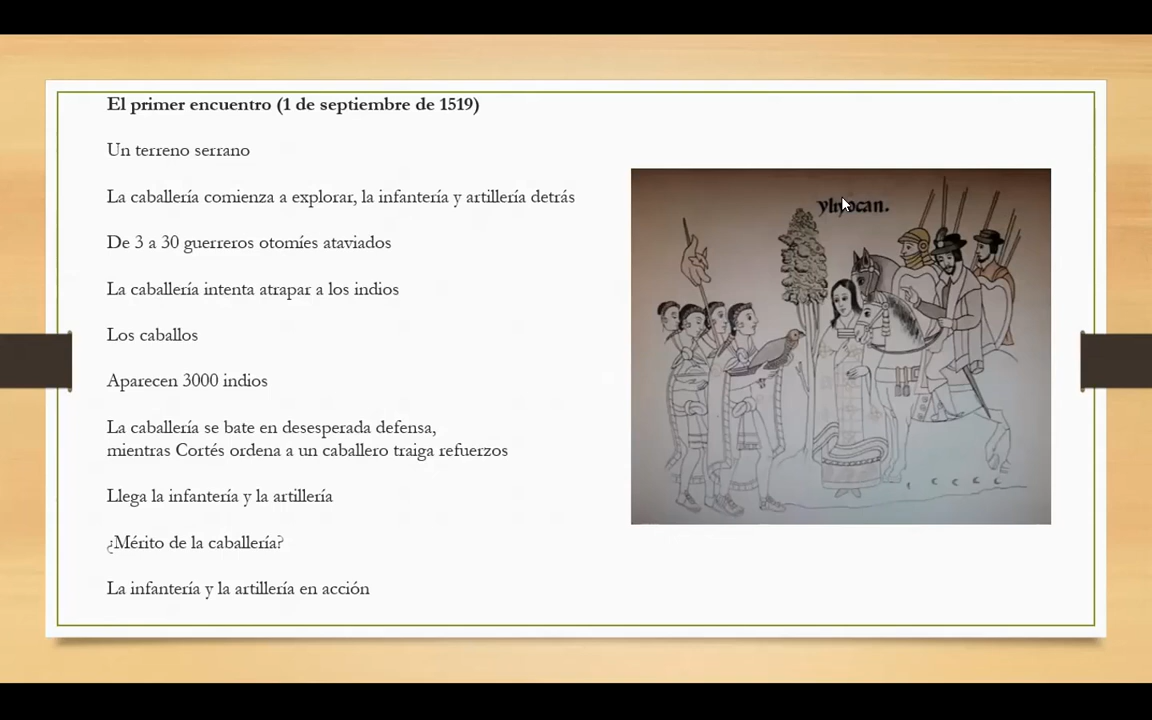 El primer encuentro (1 de septiembre de 1519)
Un terreno serrano
La caballería comienza a explorar, la infantería y artillería detrás
De 3 a 30 guerreros otomíes ataviados
La caballería intenta atrapar a los indios
Los caballos
Aparecen 3000 indios
La caballería se bate en desesperada defensa,
mientras Cortés ordena a un caballero traiga refuerzos
Llega la infantería y la artillería
¿Mérito de la caballería?
La infantería y la artillería en acción